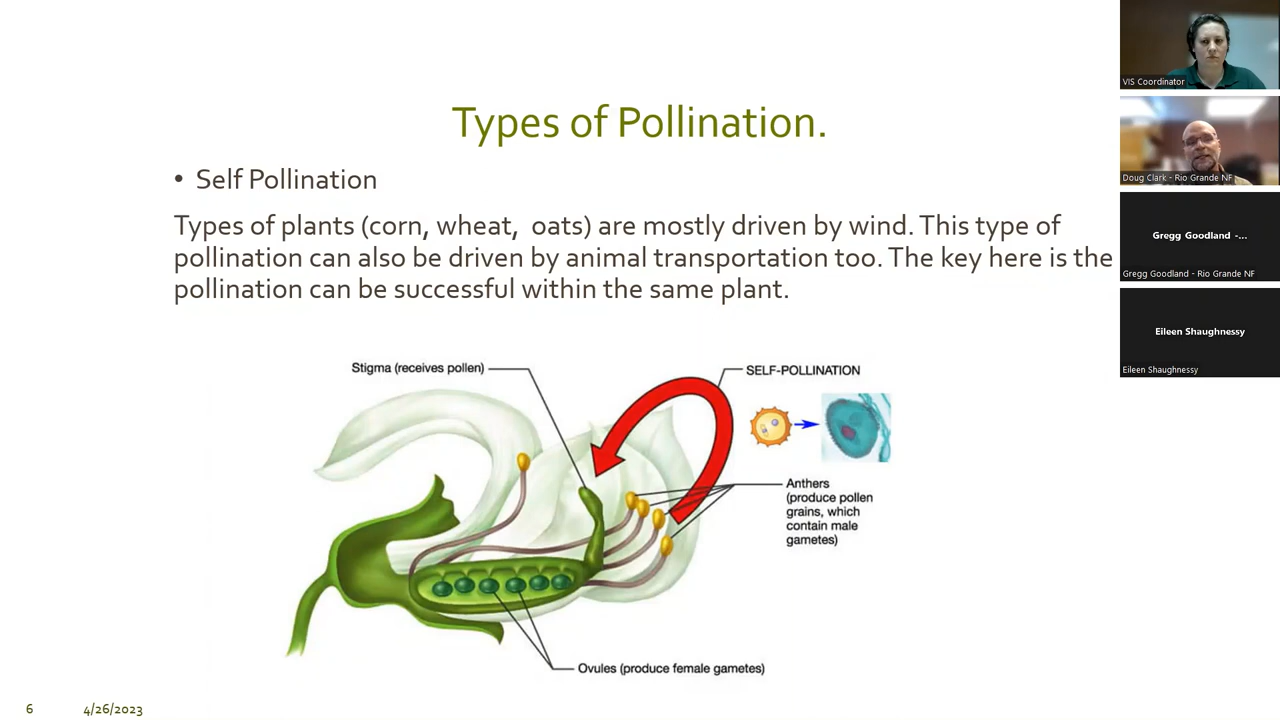 Types of Pollination.
• Self Pollination
Types of plants (corn, wheat,  oats) are mostly driven by wind. This type of
pollination can also be driven by animal transportation too. The key here is the
pollination can be successful within the same plant.
Stigma (receives pollen)
SELF-POLLINATION
Anthers
(produce pollen
grains, which
contain male
gametes)
Ovules (produce female gametes)
6
4/26/2023
VIS Coordinator
Doug Clark - Rio Grande NF
Gregg Goodland -...
Gregg Goodland - Rio Grande NF
Eileen Shaughnessy
Eileen Shaughnessy